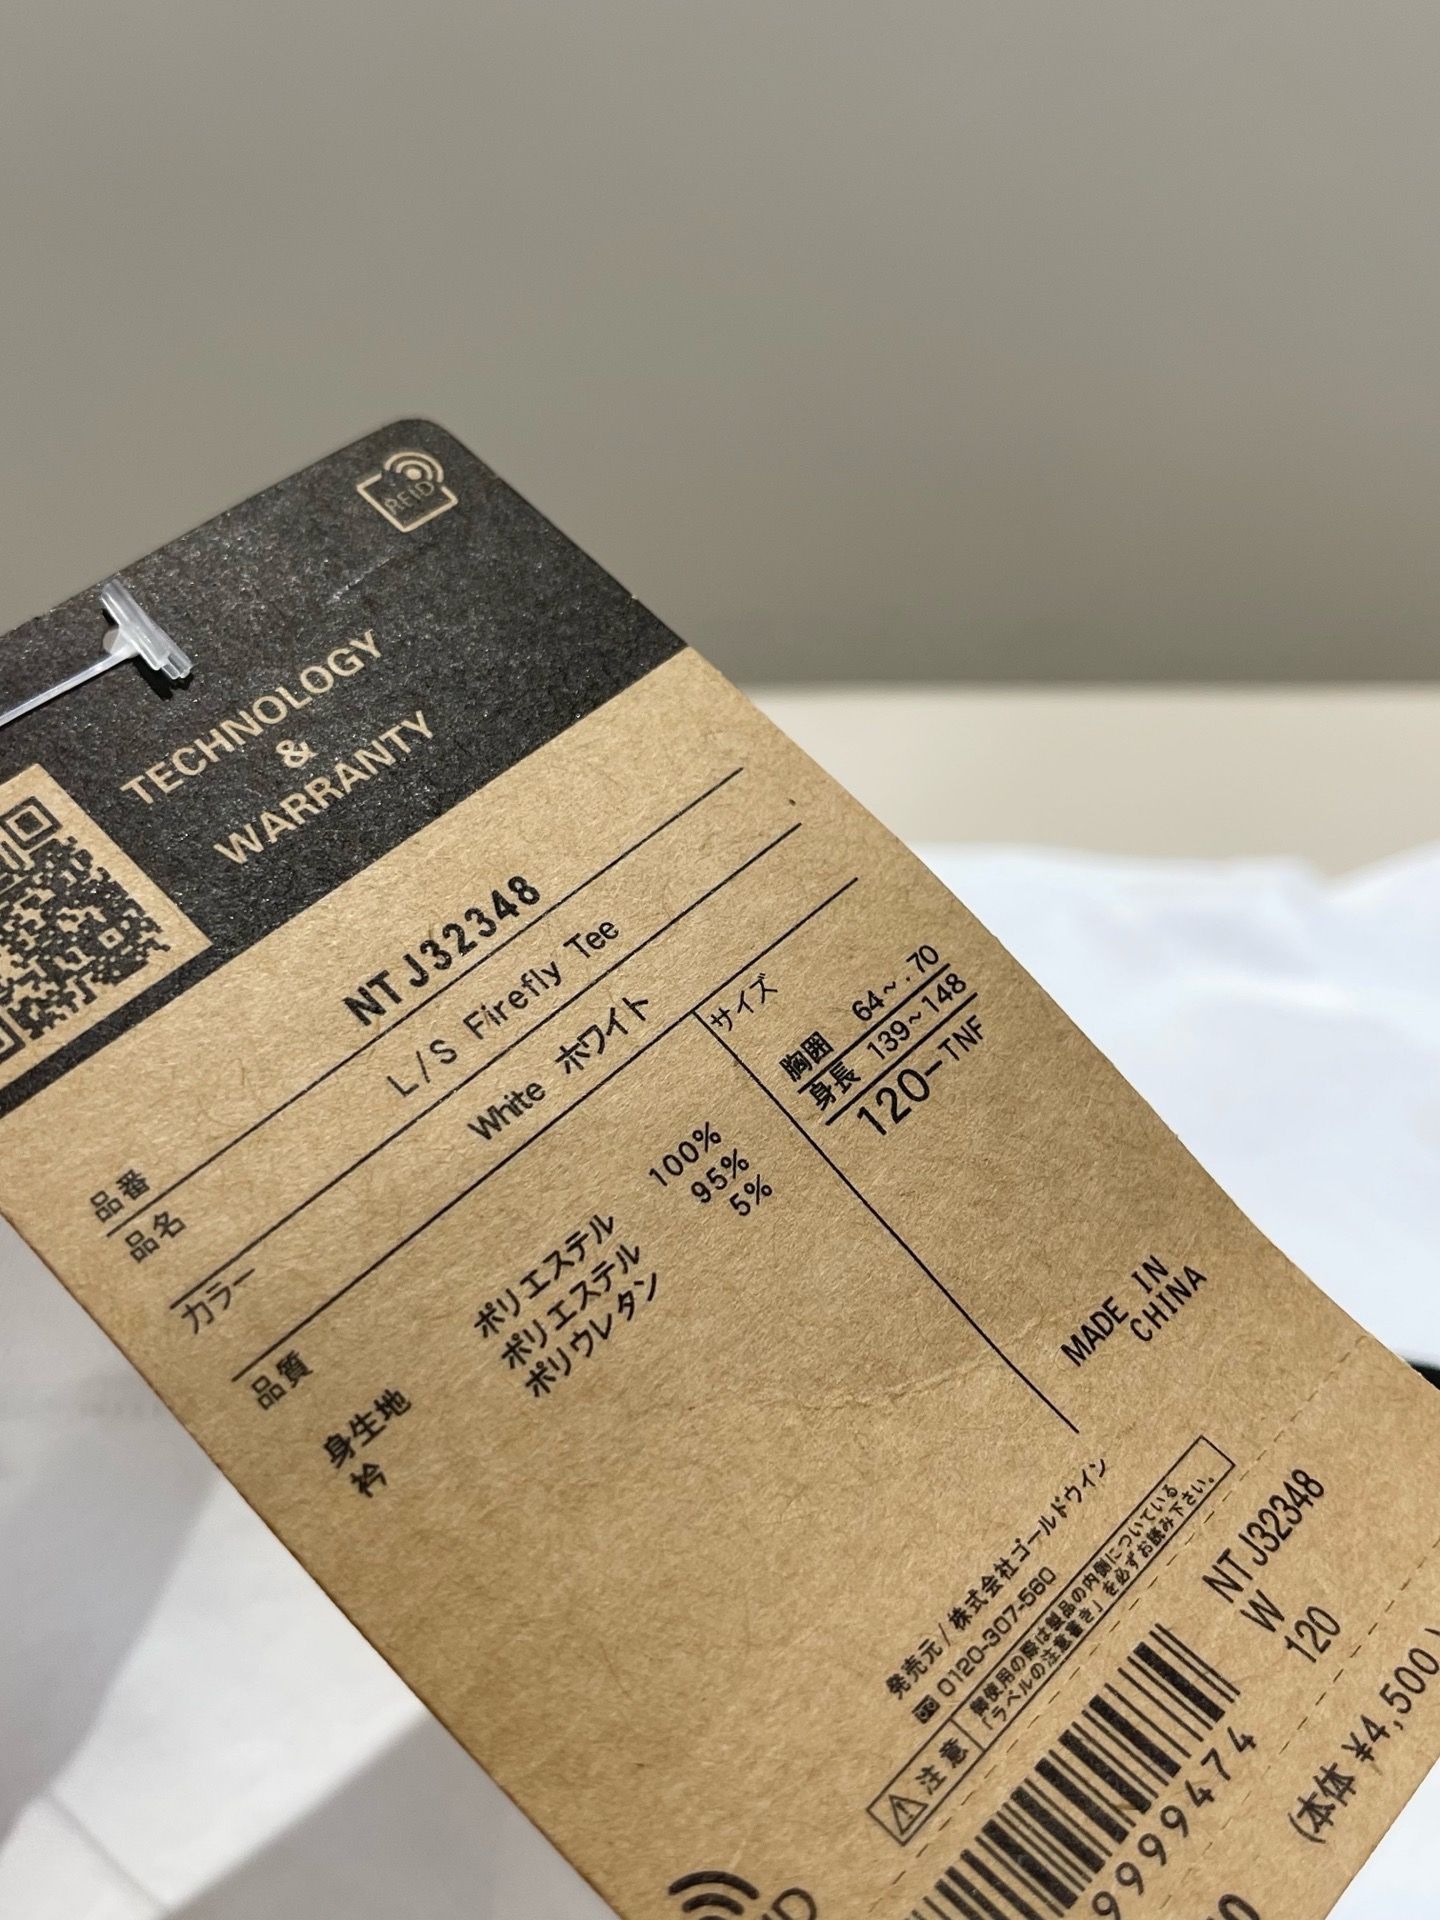 RFID
TECHNOLOGY
&
WARRANTY
品番 NTJ32348
品名 L/S Firefly Tee
カラー White ホワイト
品質
身生地 ポリエステル 100%
衿 ポリエステル 95%
ポリウレタン 5%
サイズ
胸囲 64~.70
身長 139~148
120-TNF
MADE IN
CHINA
発売元/株式会社ゴールドウイン
0120-307-560
注意
御使用の際は製品の内側についている
「ラベルの注意書き」を必ずお読み下さい。
NTJ32348
W
120
9999474
(本体 ¥4,500)